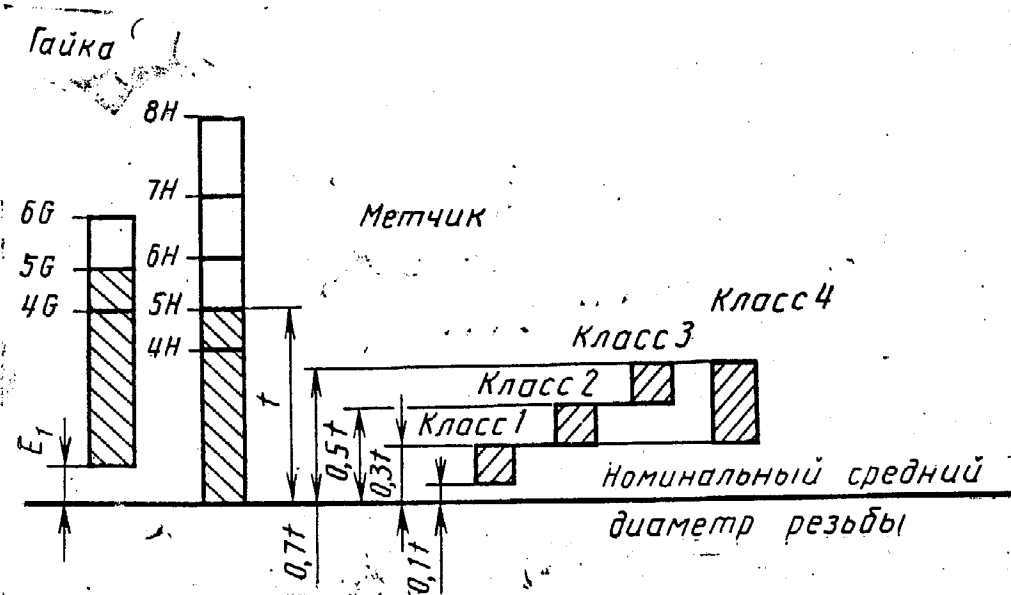 Гайка
8H
7H
6G
Метчик
5G
6H
4G
5H
Класс 4
Класс 3
4H
Класс 2
t
Класс 1
E₁
0,5t
0,3t
Номинальный средний
диаметр резьбы
0,7t
0,1t